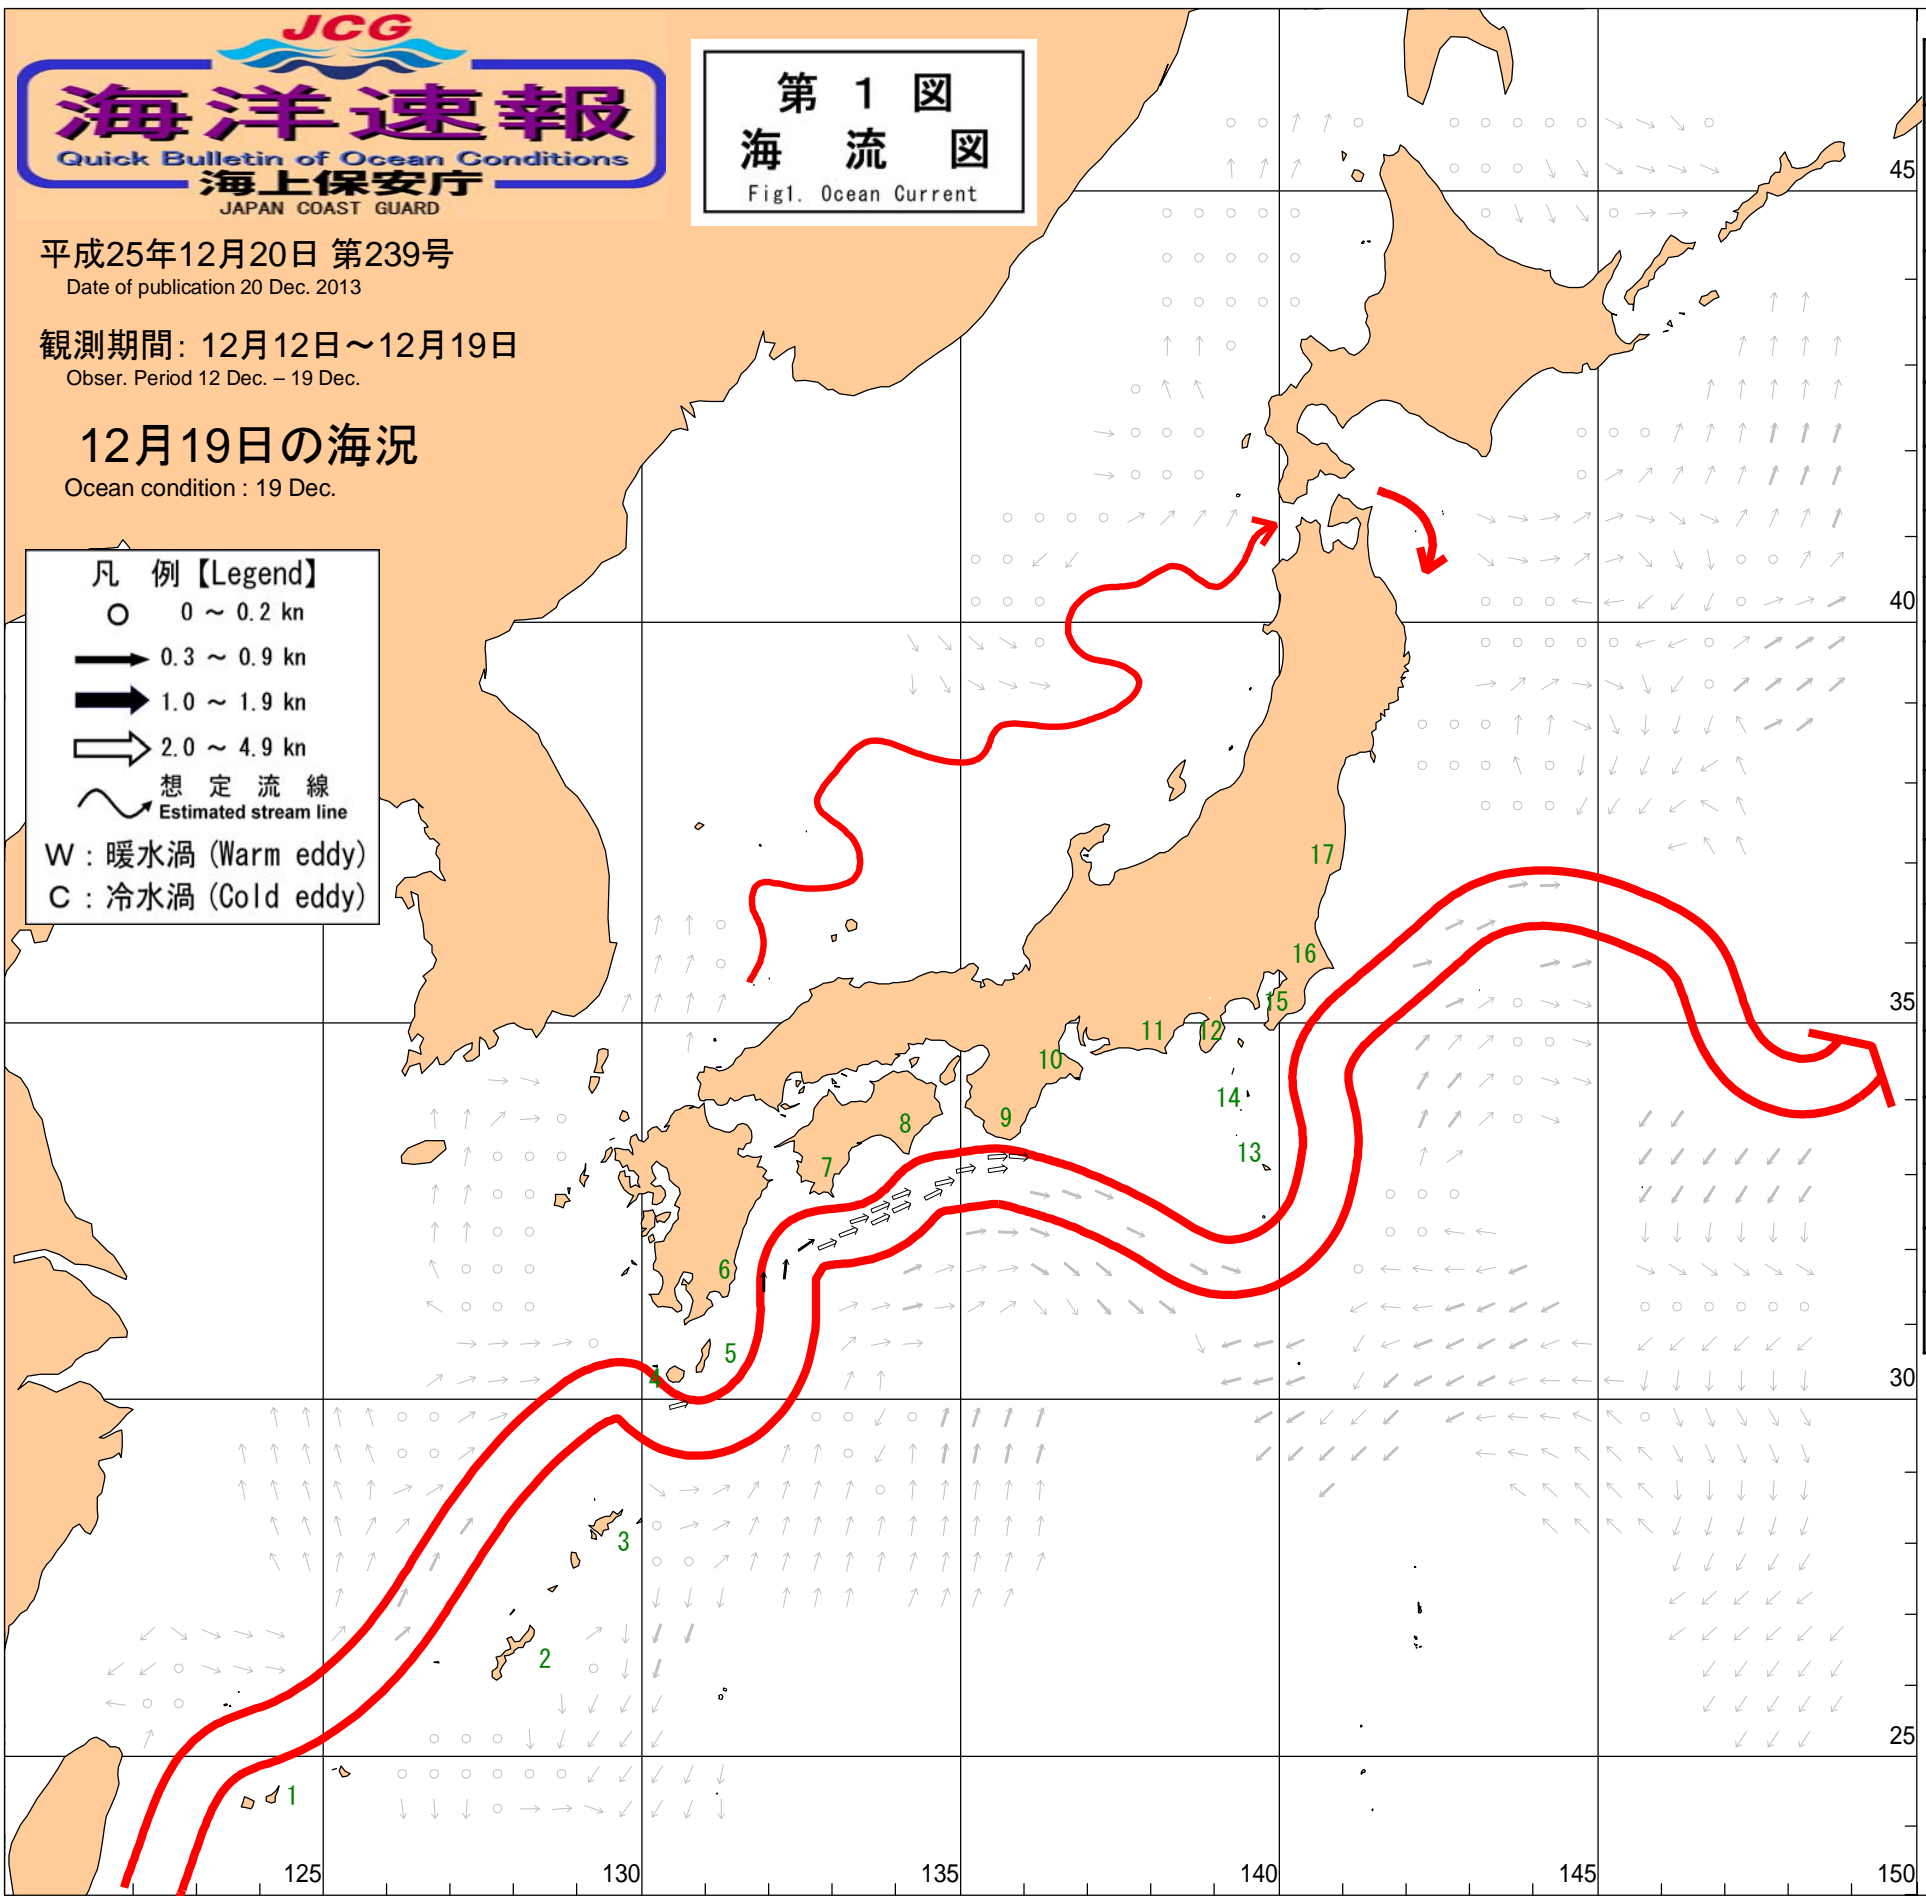 JCG
海洋速報
Quick Bulletin of Ocean Conditions
海上保安庁
JAPAN COAST GUARD
第 1 図
海 流 図
Fig1. Ocean Current
平成25年12月20日 第239号
Date of publication 20 Dec. 2013
観測期間: 12月12日～12月19日
Obser. Period 12 Dec. – 19 Dec.
12月19日の海況
Ocean condition : 19 Dec.
凡 例【Legend】
0 ～ 0.2 kn
0.3 ～ 0.9 kn
1.0 ～ 1.9 kn
2.0 ～ 4.9 kn
想 定 流 線
Estimated stream line
W : 暖水渦 (Warm eddy)
C : 冷水渦 (Cold eddy)
45
40
17
16
35
15
11
12
10
14
9
8
13
7
6
5
4
30
3
2
25
1
125
130
135
140
145
150